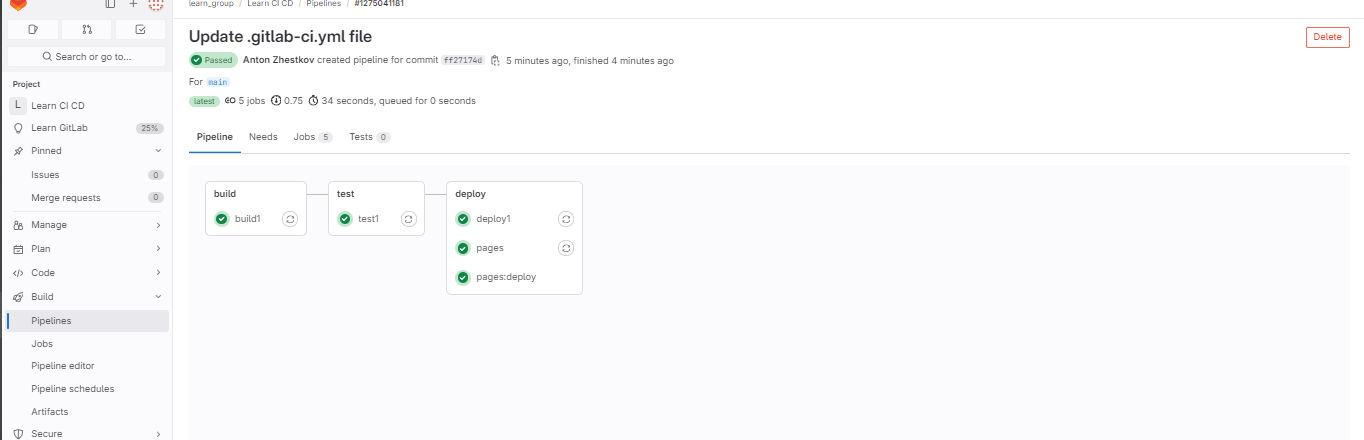 learn_group / Learn CI CD / Pipelines / #1275041181
Update .gitlab-ci.yml file
Delete
Passed Anton Zhestkov created pipeline for commit ff27174d 5 minutes ago, finished 4 minutes ago
For main
latest 5 jobs 0.75 34 seconds, queued for 0 seconds
Pipeline Needs Jobs 5 Tests 0
build
build1
test
test1
deploy
deploy1
pages
pages:deploy
Search or go to...
Project
L Learn CI CD
Learn GitLab 25%
Pinned
Issues 0
Merge requests 0
Manage
Plan
Code
Build
Pipelines
Jobs
Pipeline editor
Pipeline schedules
Artifacts
Secure